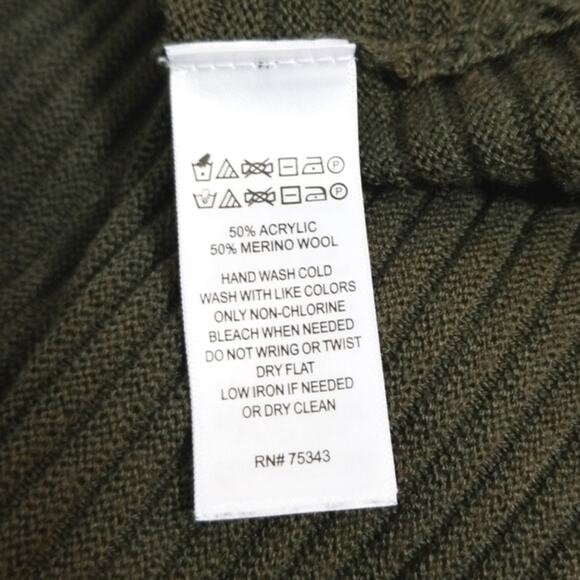 50% ACRYLIC
50% MERINO WOOL
HAND WASH COLD
WASH WITH LIKE COLORS
ONLY NON-CHLORINE
BLEACH WHEN NEEDED
DO NOT WRING OR TWIST
DRY FLAT
LOW IRON IF NEEDED
OR DRY CLEAN
RN# 75343